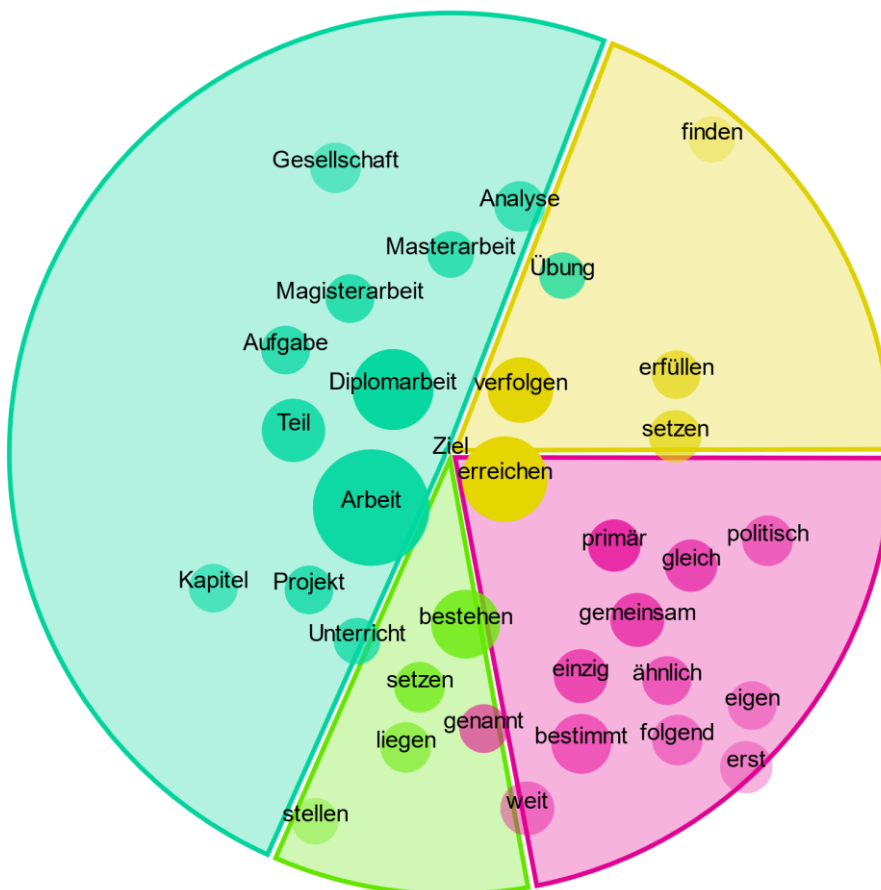 finden
Gesellschaft
Analyse
Masterarbeit
Übung
Magisterarbeit
Aufgabe
erfüllen
Diplomarbeit
verfolgen
Teil
setzen
Ziel
erreichen
Arbeit
politisch
primär
gleich
Kapitel
Projekt
gemeinsam
bestehen
Unterricht
einzig
ähnlich
setzen
eigen
genannt
bestimmt
folgend
liegen
erst
weit
stellen